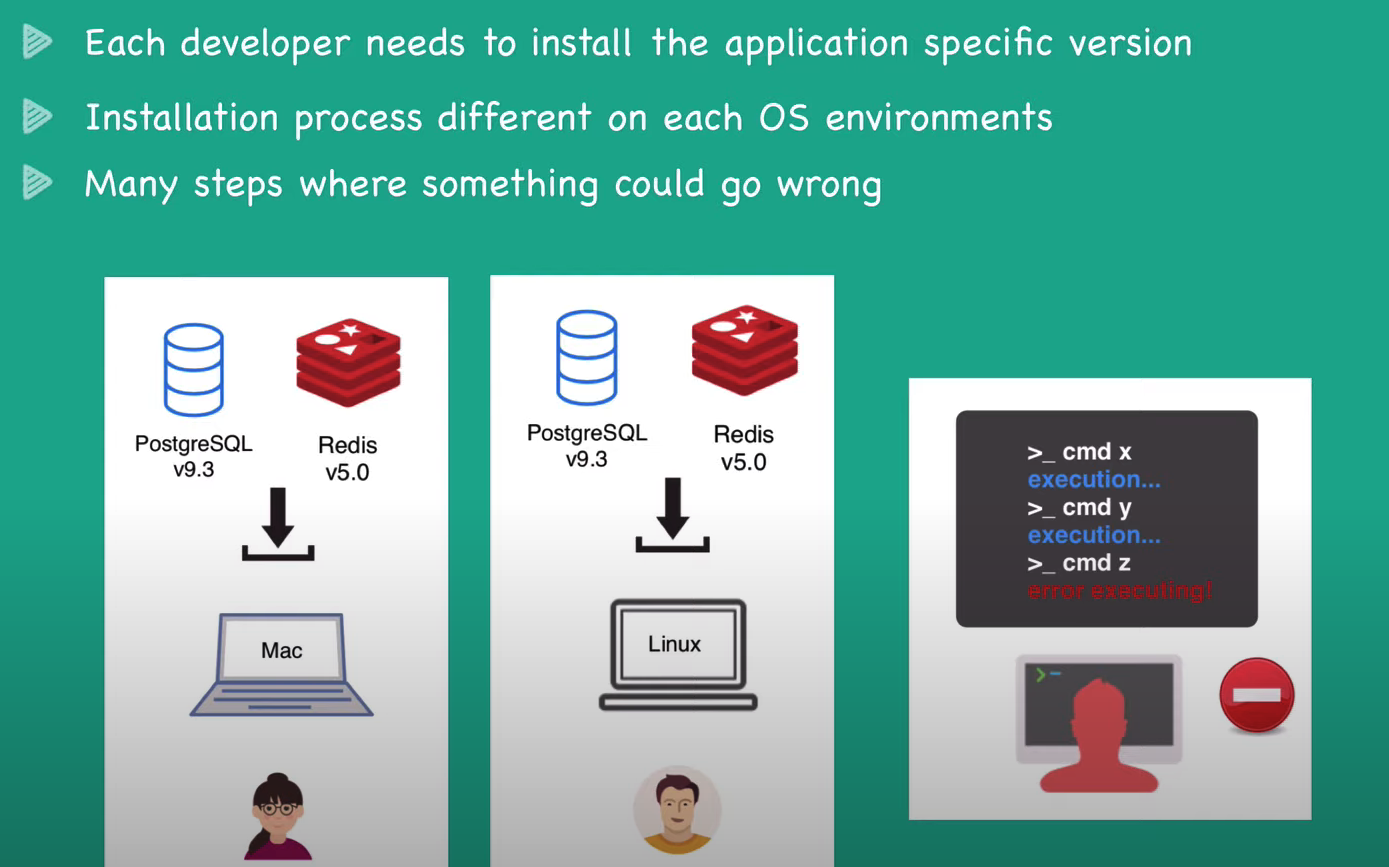 Each developer needs to install the application specific version
Installation process different on each OS environments
Many steps where something could go wrong
PostgreSQL
v9.3
Redis
v5.0
Mac
PostgreSQL
v9.3
Redis
v5.0
Linux
>_ cmd x
execution...
>_ cmd y
execution...
>_ cmd z
error executing!